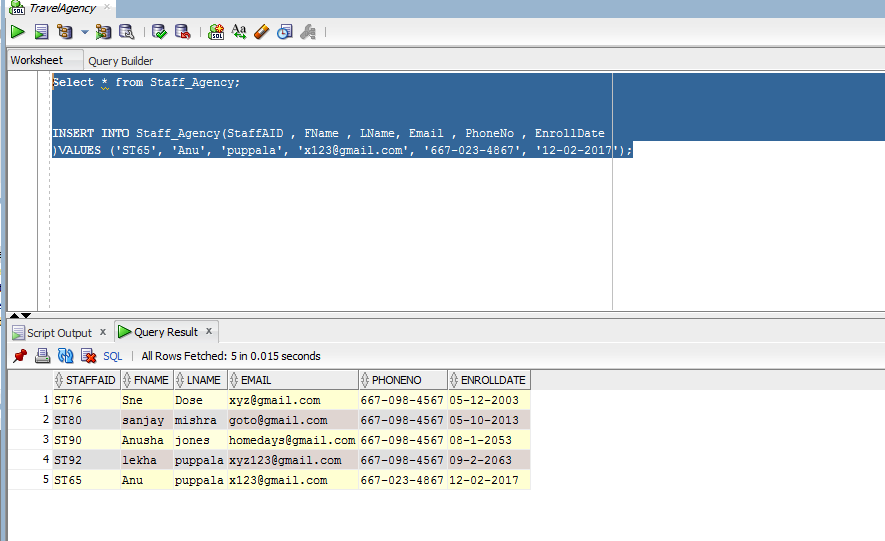 TravelAgency
Worksheet Query Builder
Select * from Staff_Agency;
INSERT INTO Staff_Agency(StaffAID , FName , LName, Email , PhoneNo , EnrollDate
)VALUES ('ST65', 'Anu', 'puppala', 'x123@gmail.com', '667-023-4867', '12-02-2017');
Script Output x Query Result x
SQL | All Rows Fetched: 5 in 0.015 seconds
STAFFAID FNAME LNAME EMAIL PHONENO ENROLLDATE
1 ST76 Sne Dose xyz@gmail.com 667-098-4567 05-12-2003
2 ST80 sanjay mishra goto@gmail.com 667-098-4567 05-10-2013
3 ST90 Anusha jones homedays@gmail.com 667-098-4567 08-1-2053
4 ST92 lekha puppala xyz123@gmail.com 667-098-4567 09-2-2063
5 ST65 Anu puppala x123@gmail.com 667-023-4867 12-02-2017